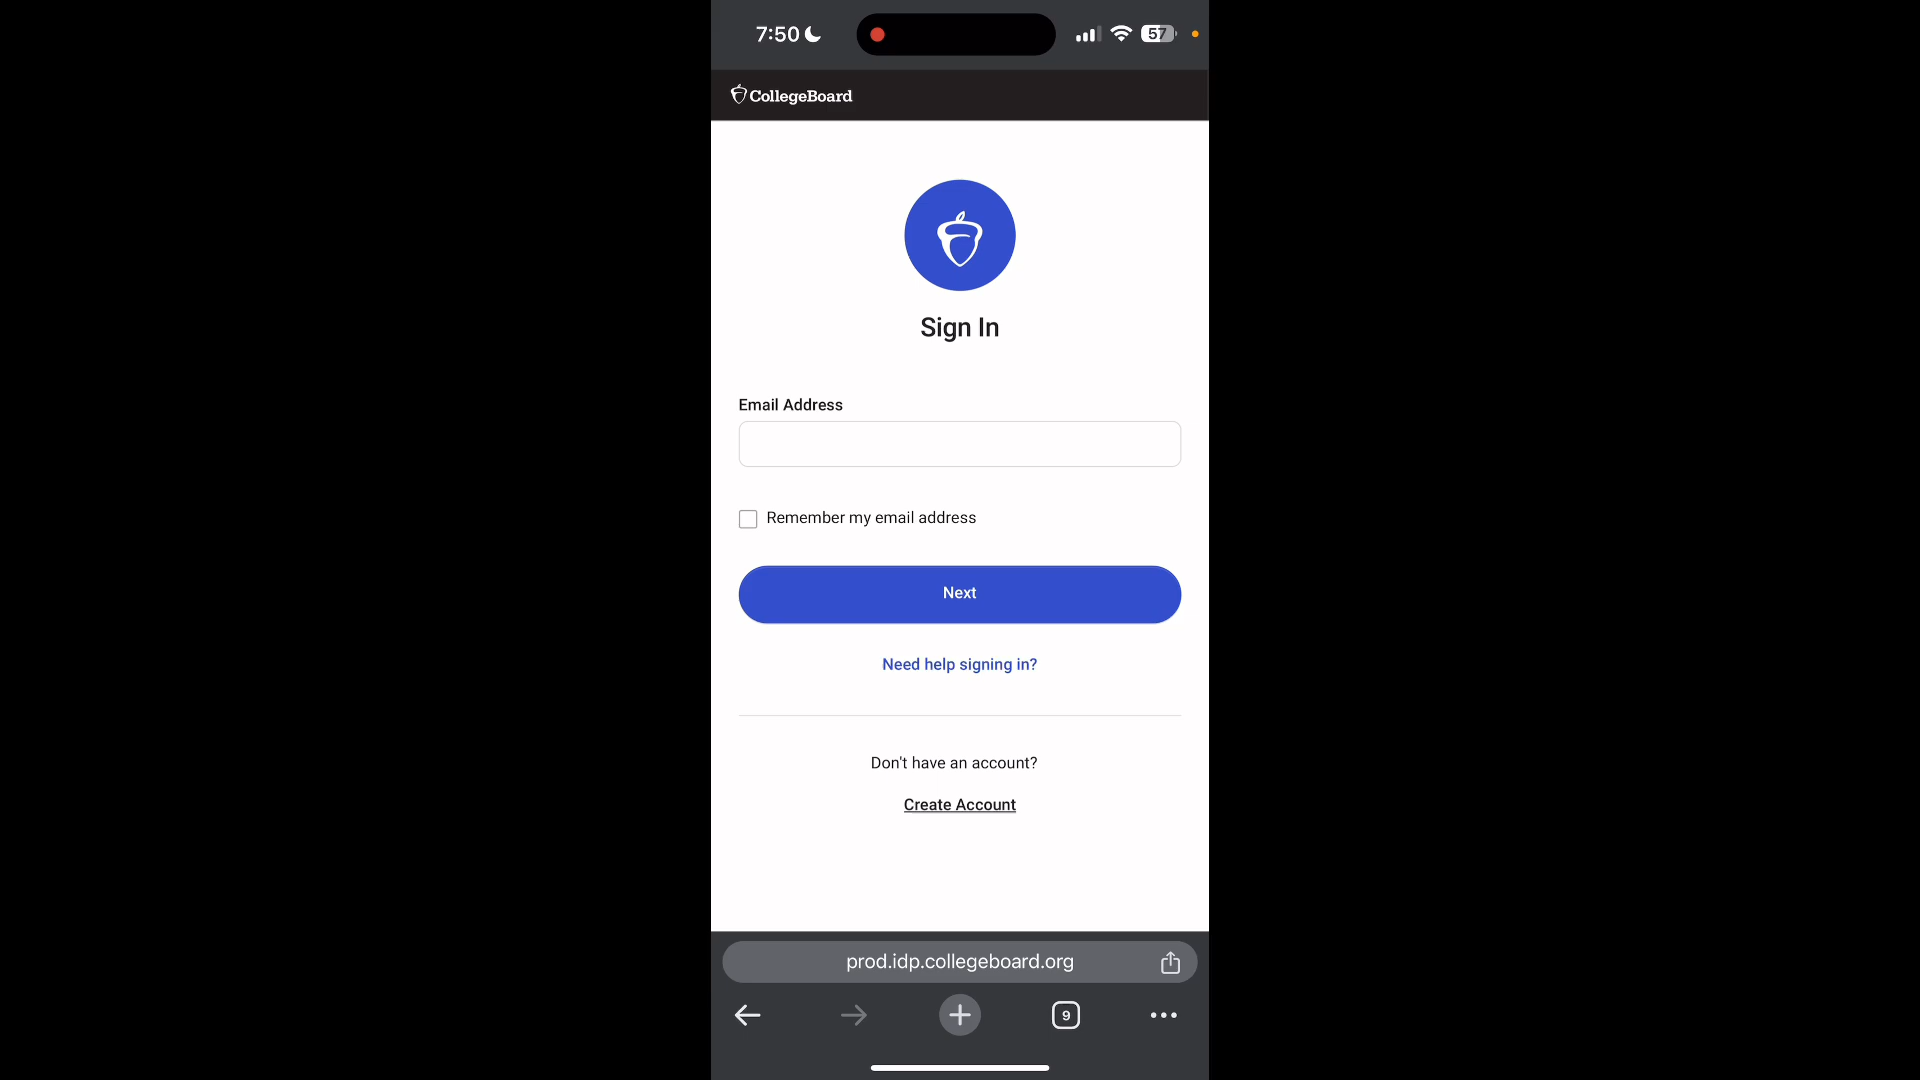 7:50
57
CollegeBoard
Sign In
Email Address
Remember my email address
Next
Need help signing in?
Don't have an account?
Create Account
prod.idp.collegeboard.org
9